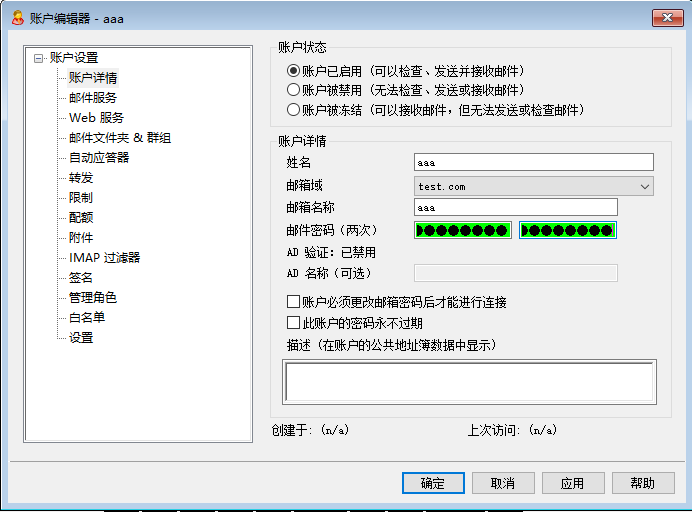 账户编辑器 - aaa
账户设置
账户详情
邮件服务
Web 服务
邮件文件夹 & 群组
自动应答器
转发
限制
配额
附件
IMAP 过滤器
签名
管理角色
白名单
设置
账户状态
账户已启用 (可以检查、发送并接收邮件)
账户被禁用 (无法检查、发送或接收邮件)
账户被冻结 (可以接收邮件，但无法发送或检查邮件)
账户详情
姓名 aaa
邮箱域 test.com
邮箱名称 aaa
邮件密码 (两次)
AD 验证: 已禁用
AD 名称(可选)
账户必须更改邮箱密码后才能进行连接
此账户的密码永不过期
描述 (在账户的公共地址簿数据中显示)
创建于: (n/a) 上次访问: (n/a)
确定 取消 应用 帮助